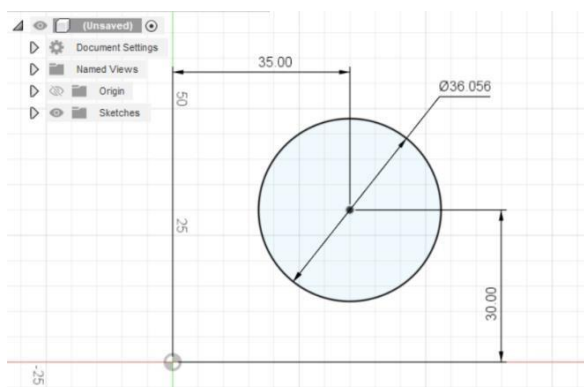 (Unsaved)
Document Settings
Named Views
Origin
Sketches
35.00
Ø36.056
50
25
30.00
-25